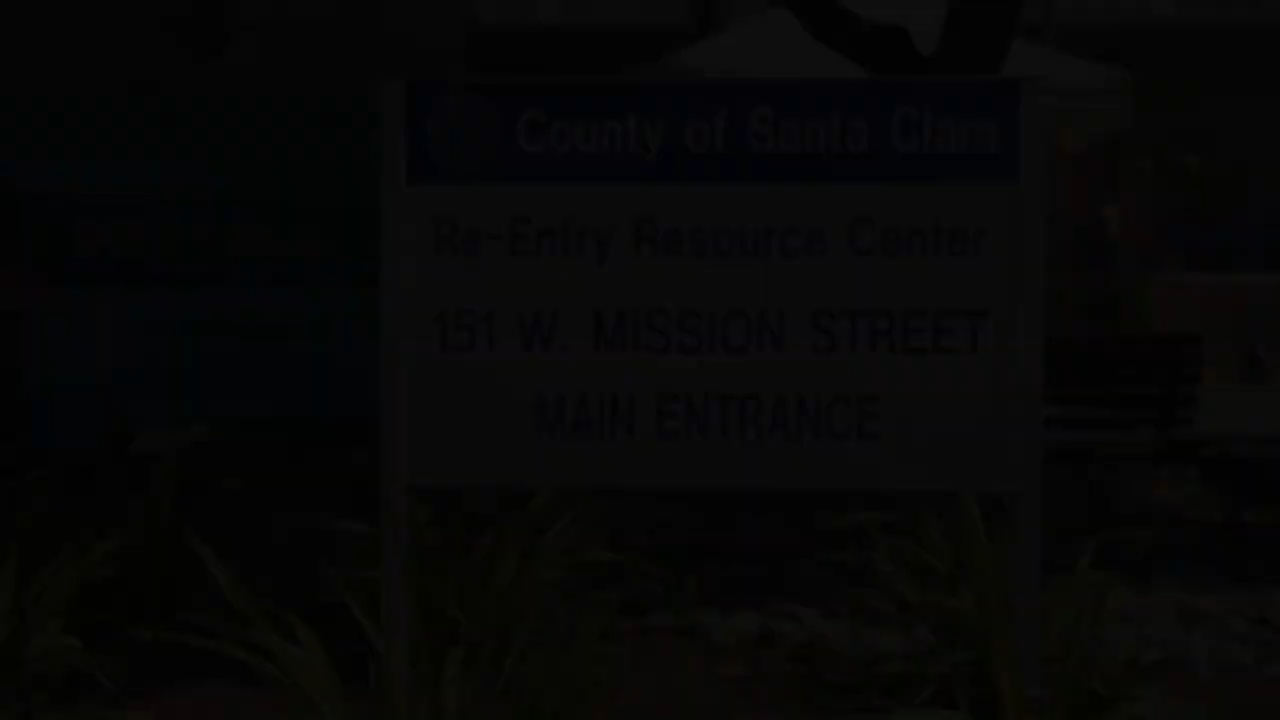 County of Santa Clara
Re-Entry Resource Center
151 W. MISSION STREET
MAIN ENTRANCE